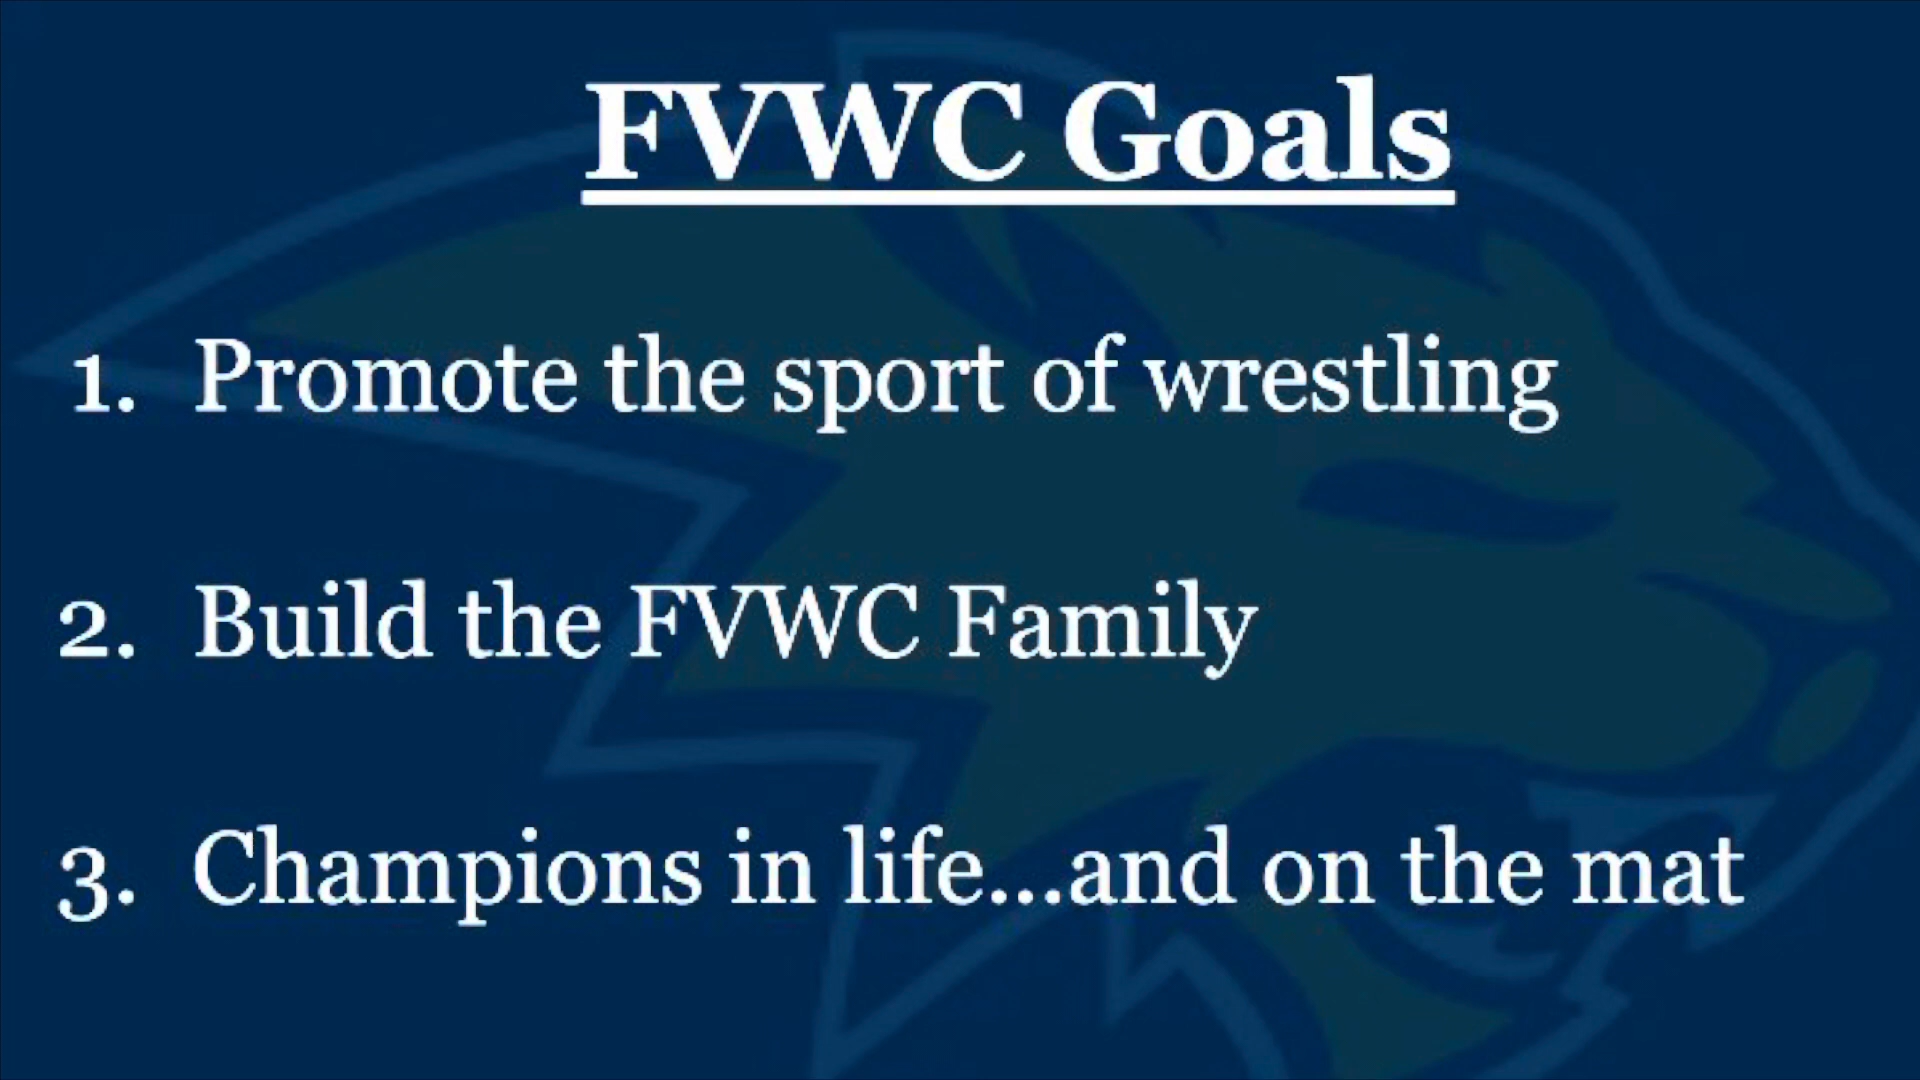 FVWC Goals
1. Promote the sport of wrestling
2. Build the FVWC Family
3. Champions in life...and on the mat